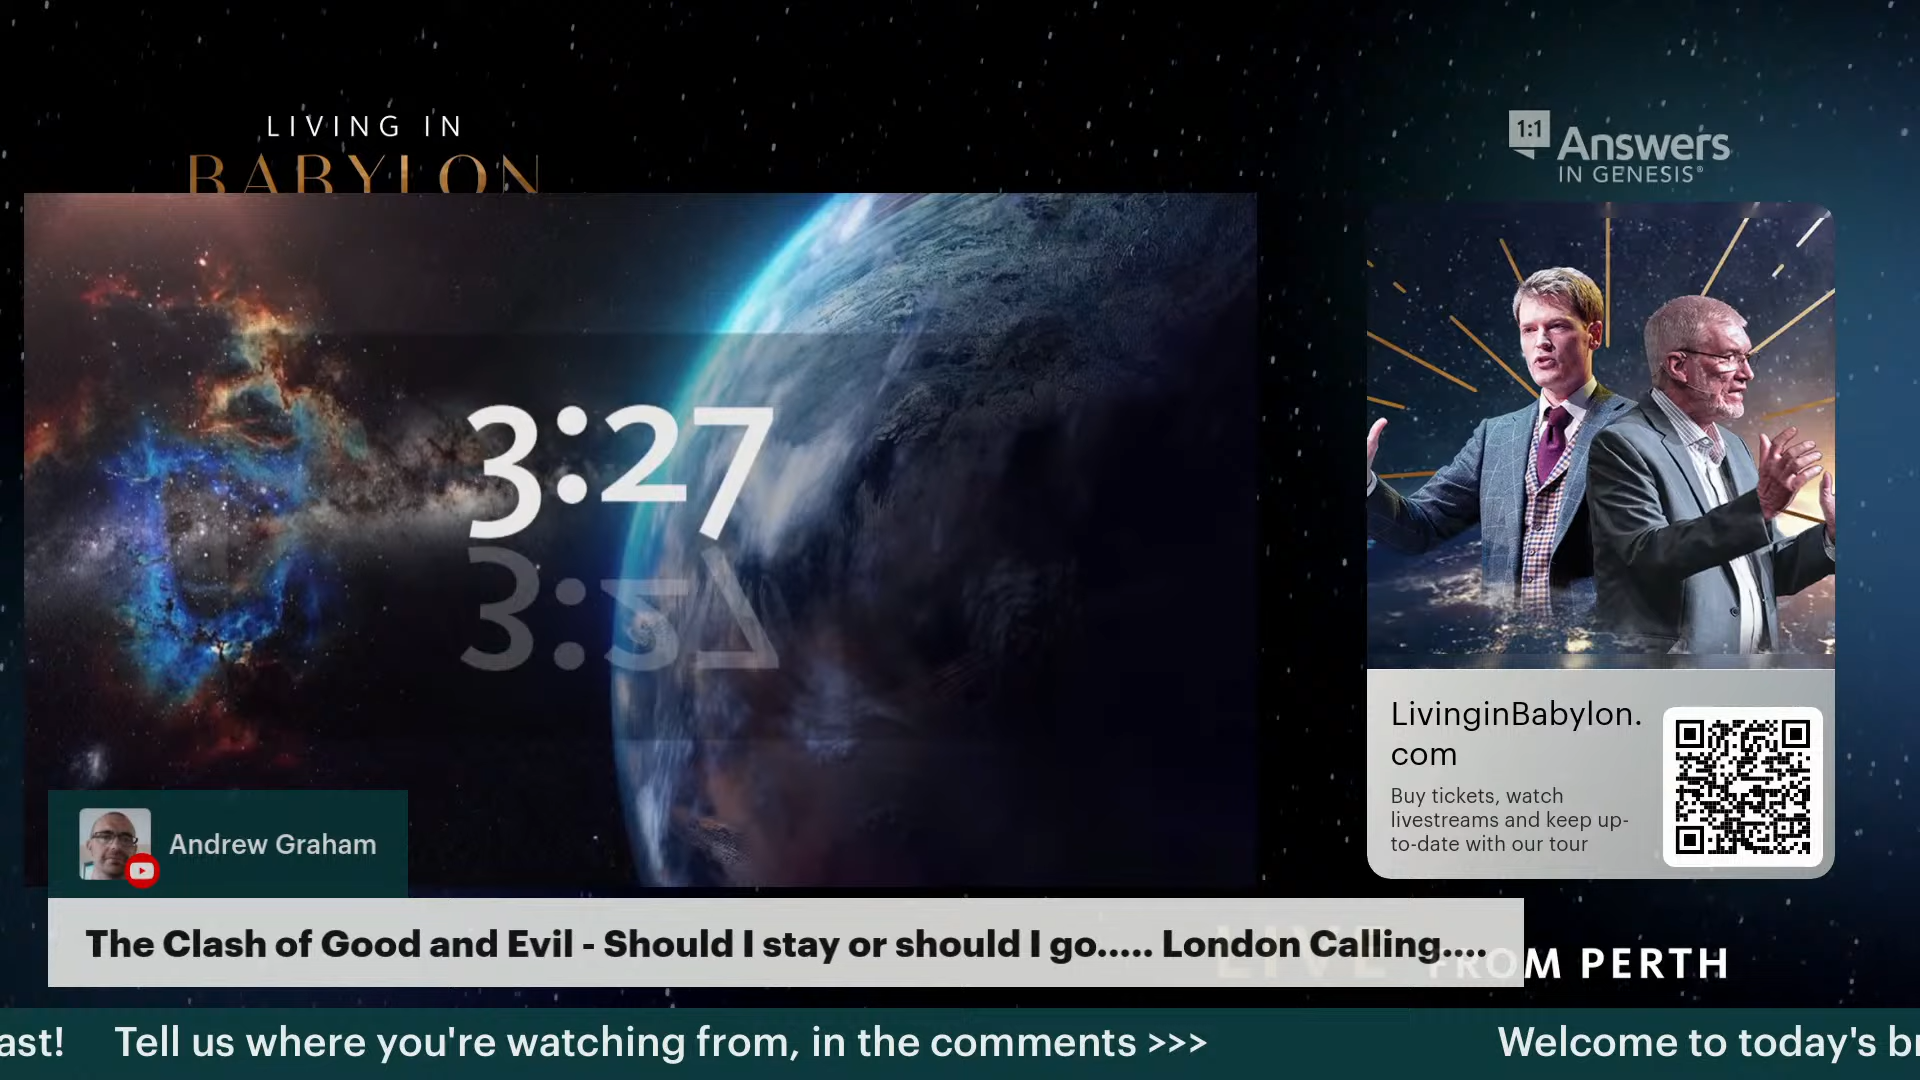 LIVING IN
BABYLON
1:1
Answers
IN GENESIS®
3:27
LivinginBabylon.
com
Buy tickets, watch
livestreams and keep up-
to-date with our tour
Andrew Graham
The Clash of Good and Evil - Should I stay or should I go..... London Calling....
LIVE FROM PERTH
ast! Tell us where you're watching from, in the comments >>> Welcome to today's br